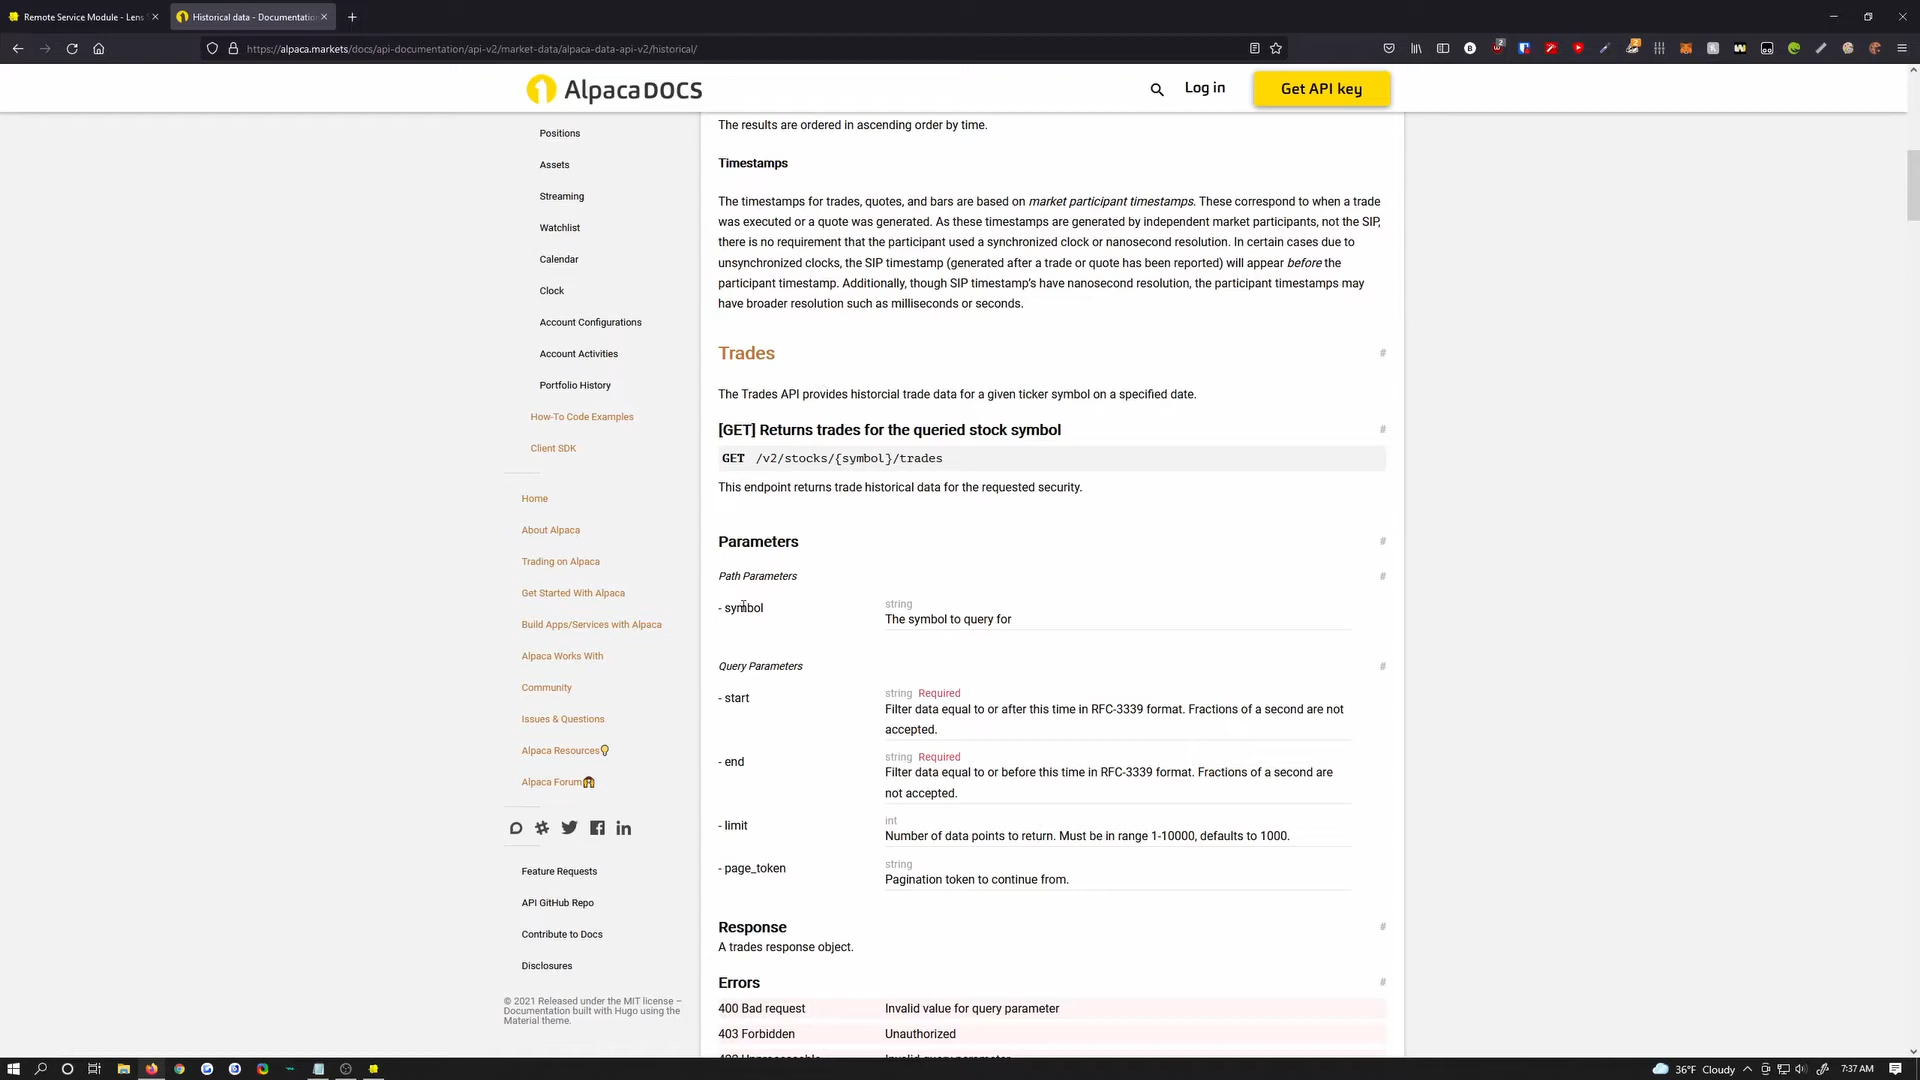 Remote Service Module - Lens
Historical data - Documentation
https://alpaca.markets/docs/api-documentation/api-v2/market-data/alpaca-data-api-v2/historical/
AlpacaDOCS
Log in
Get API key
Positions
Assets
Streaming
Watchlist
Calendar
Clock
Account Configurations
Account Activities
Portfolio History
How-To Code Examples
Client SDK
Home
About Alpaca
Trading on Alpaca
Get Started With Alpaca
Build Apps/Services with Alpaca
Alpaca Works With
Community
Issues & Questions
Alpaca Resources
Alpaca Forum
Feature Requests
API GitHub Repo
Contribute to Docs
Disclosures
© 2021 Released under the MIT license –
Documentation built with Hugo using the
Material theme.
The results are ordered in ascending order by time.
Timestamps
The timestamps for trades, quotes, and bars are based on market participant timestamps. These correspond to when a trade
was executed or a quote was generated. As these timestamps are generated by independent market participants, not the SIP,
there is no requirement that the participant used a synchronized clock or nanosecond resolution. In certain cases due to
unsynchronized clocks, the SIP timestamp (generated after a trade or quote has been reported) will appear before the
participant timestamp. Additionally, though SIP timestamp’s have nanosecond resolution, the participant timestamps may
have broader resolution such as milliseconds or seconds.
Trades #
The Trades API provides historcial trade data for a given ticker symbol on a specified date.
[GET] Returns trades for the queried stock symbol #
GET /v2/stocks/{symbol}/trades
This endpoint returns trade historical data for the requested security.
Parameters #
Path Parameters #
- symbol string
The symbol to query for
Query Parameters #
- start string Required
Filter data equal to or after this time in RFC-3339 format. Fractions of a second are not
accepted.
- end string Required
Filter data equal to or before this time in RFC-3339 format. Fractions of a second are
not accepted.
- limit int
Number of data points to return. Must be in range 1-10000, defaults to 1000.
- page_token string
Pagination token to continue from.
Response #
A trades response object.
Errors #
400 Bad request Invalid value for query parameter
403 Forbidden Unauthorized
36°F Cloudy
7:37 AM